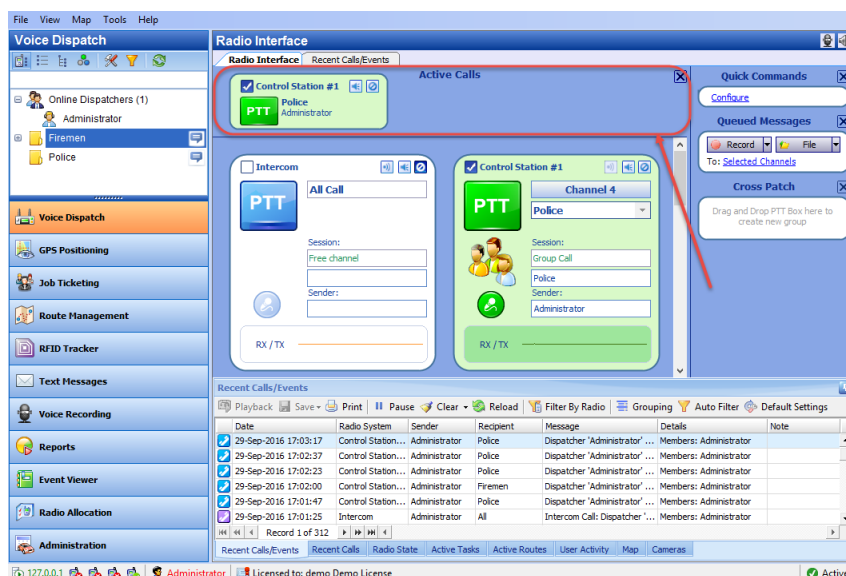 File View Map Tools Help
Voice Dispatch
Radio Interface
Radio Interface Recent Calls/Events
Online Dispatchers (1)
Administrator
Firemen
Police
Active Calls
Control Station #1
PTT
Police
Administrator
Quick Commands
Configure
Queued Messages
Record File
To: Selected Channels
Cross Patch
Drag and Drop PTT Box here to
create new group
Intercom
PTT
All Call
Session:
Free channel
Sender:
RX / TX
Control Station #1
PTT
Channel 4
Police
Session:
Group Call
Police
Sender:
Administrator
RX / TX
Voice Dispatch
GPS Positioning
Job Ticketing
Route Management
RFID Tracker
Text Messages
Voice Recording
Reports
Event Viewer
Radio Allocation
Administration
Recent Calls/Events
Playback Save Print Pause Clear Reload Filter By Radio Grouping Auto Filter Default Settings
Date Radio System Sender Recipient Message Details Note
29-Sep-2016 17:03:17 Control Station... Administrator Police Dispatcher 'Administrator' ... Members: Administrator
29-Sep-2016 17:02:37 Control Station... Administrator Police Dispatcher 'Administrator' ... Members: Administrator
29-Sep-2016 17:02:23 Control Station... Administrator Police Dispatcher 'Administrator' ... Members: Administrator
29-Sep-2016 17:02:00 Control Station... Administrator Firemen Dispatcher 'Administrator' ... Members: Administrator
29-Sep-2016 17:01:47 Control Station... Administrator Police Dispatcher 'Administrator' ... Members: Administrator
29-Sep-2016 17:01:25 Intercom Administrator All Intercom Call: Dispatcher '... Members: Administrator
Record 1 of 312
Recent Calls/Events Recent Calls Radio State Active Tasks Active Routes User Activity Map Cameras
127.0.0.1 Administrator Licensed to: demo Demo License Active